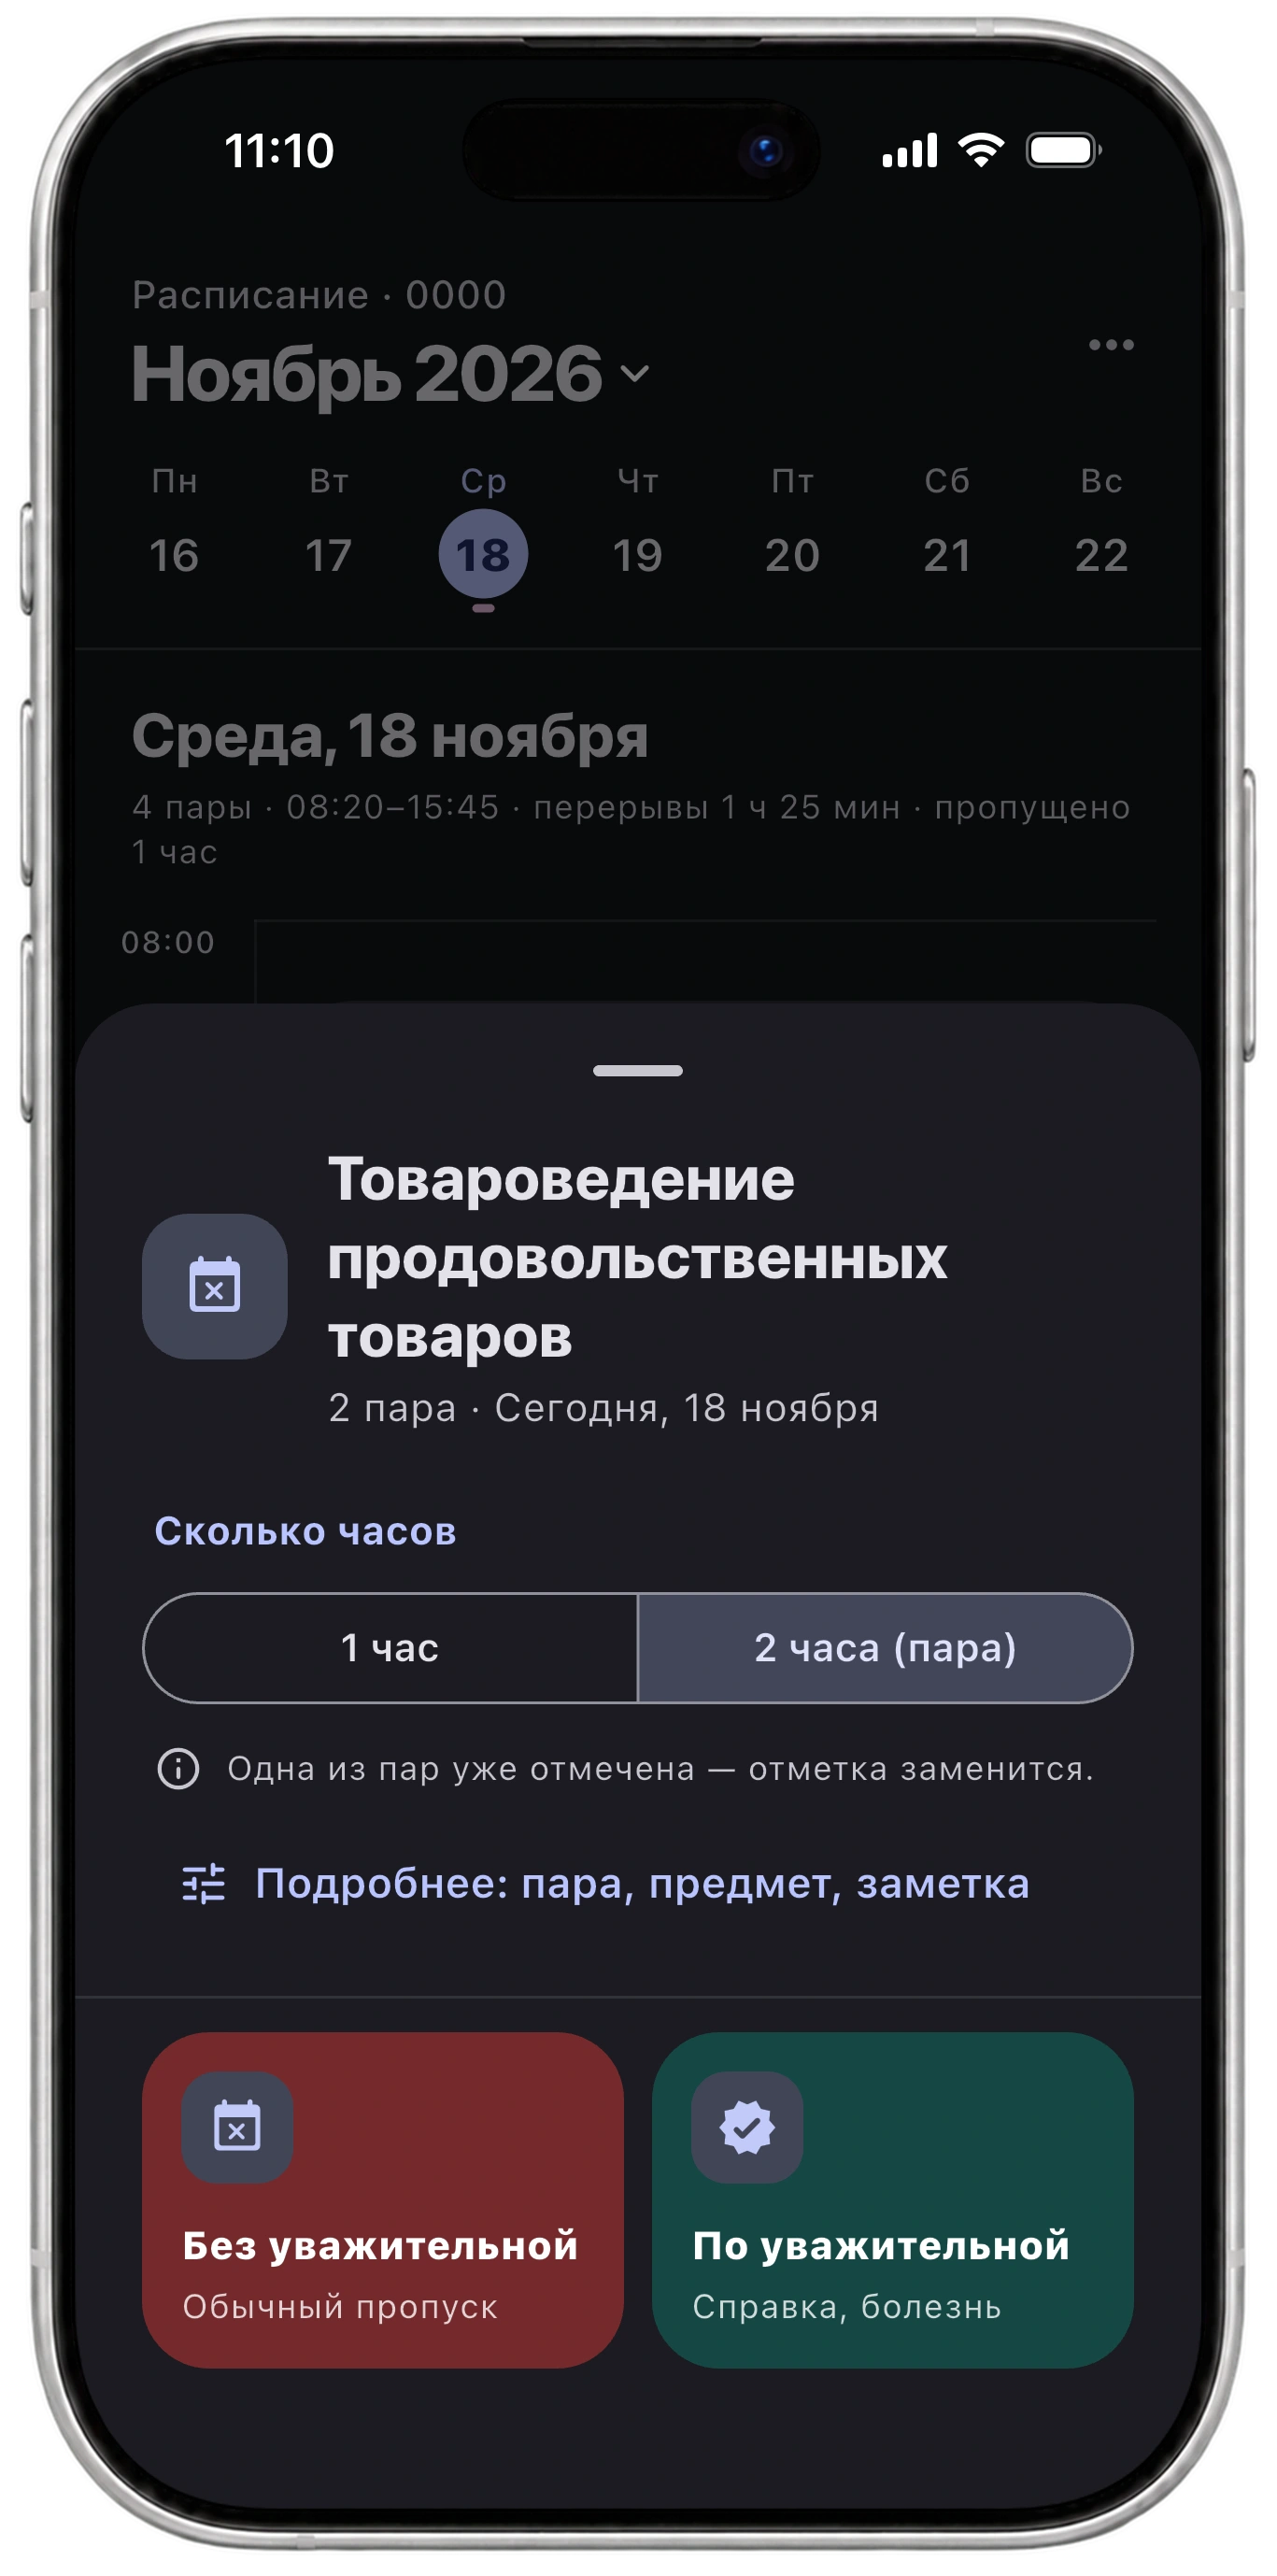 11:10
Расписание · 0000
Ноябрь 2026
Пн Вт Ср Чт Пт Сб Вс
16 17 18 19 20 21 22
Среда, 18 ноября
4 пары · 08:20–15:45 · перерывы 1 ч 25 мин · пропущено
1 час
08:00
Товароведение
продовольственных
товаров
2 пара · Сегодня, 18 ноября
Сколько часов
1 час 2 часа (пара)
Одна из пар уже отмечена — отметка заменится.
Подробнее: пара, предмет, заметка
Без уважительной
Обычный пропуск
По уважительной
Справка, болезнь